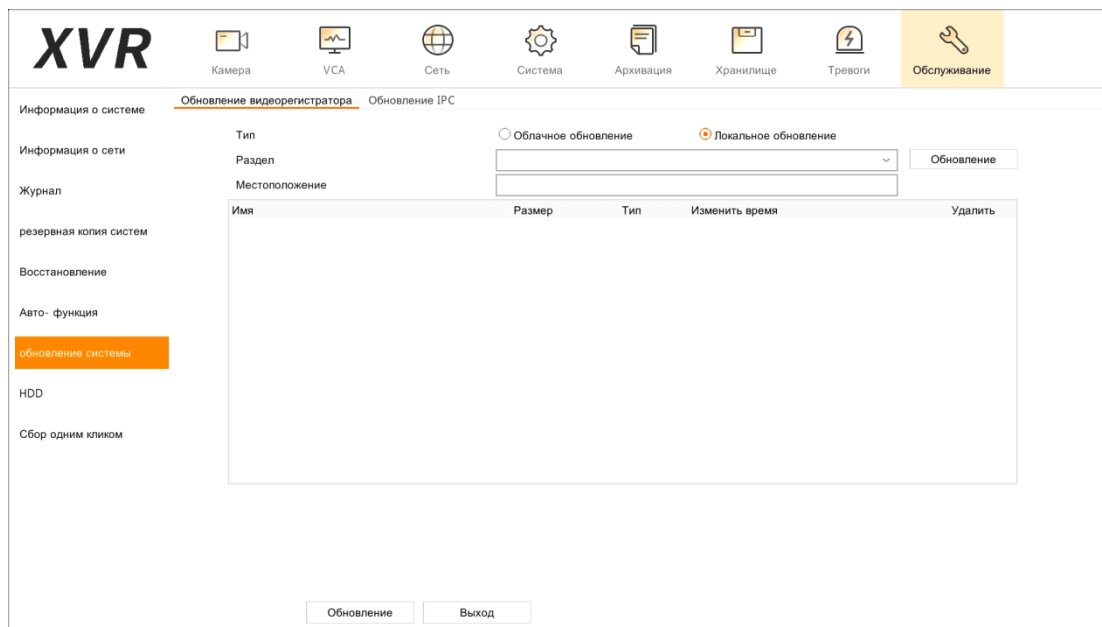 XVR
Камера VCA Сеть Система Архивация Хранилище Тревоги Обслуживание
Обновление видеорегистратора Обновление IPC
Информация о системе
Информация о сети
Журнал
резервная копия систем
Восстановление
Авто- функция
обновление системы
HDD
Сбор одним кликом
Тип Облачное обновление Локальное обновление
Раздел Обновление
Местоположение
Имя Размер Тип Изменить время Удалить
Обновление Выход